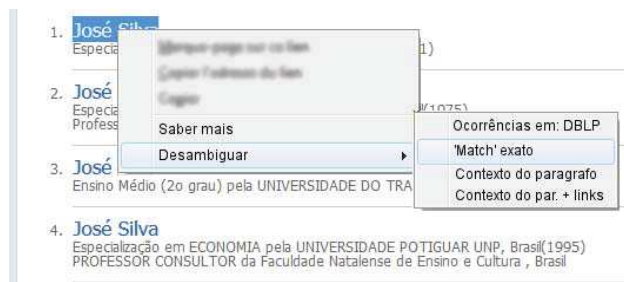 1. José Silva
Especia
1)
Saber mais
Desambiguar
Ocorrências em: DBLP
'Match' exato
Contexto do paragrafo
Contexto do par. + links
2. José
Especia
(1975)
Profess
3. José
Ensino Médio (2o grau) pela UNIVERSIDADE DO TRA
4. José Silva
Especialização em ECONOMIA pela UNIVERSIDADE POTIGUAR UNP, Brasil(1995)
PROFESSOR CONSULTOR da Faculdade Natalense de Ensino e Cultura , Brasil